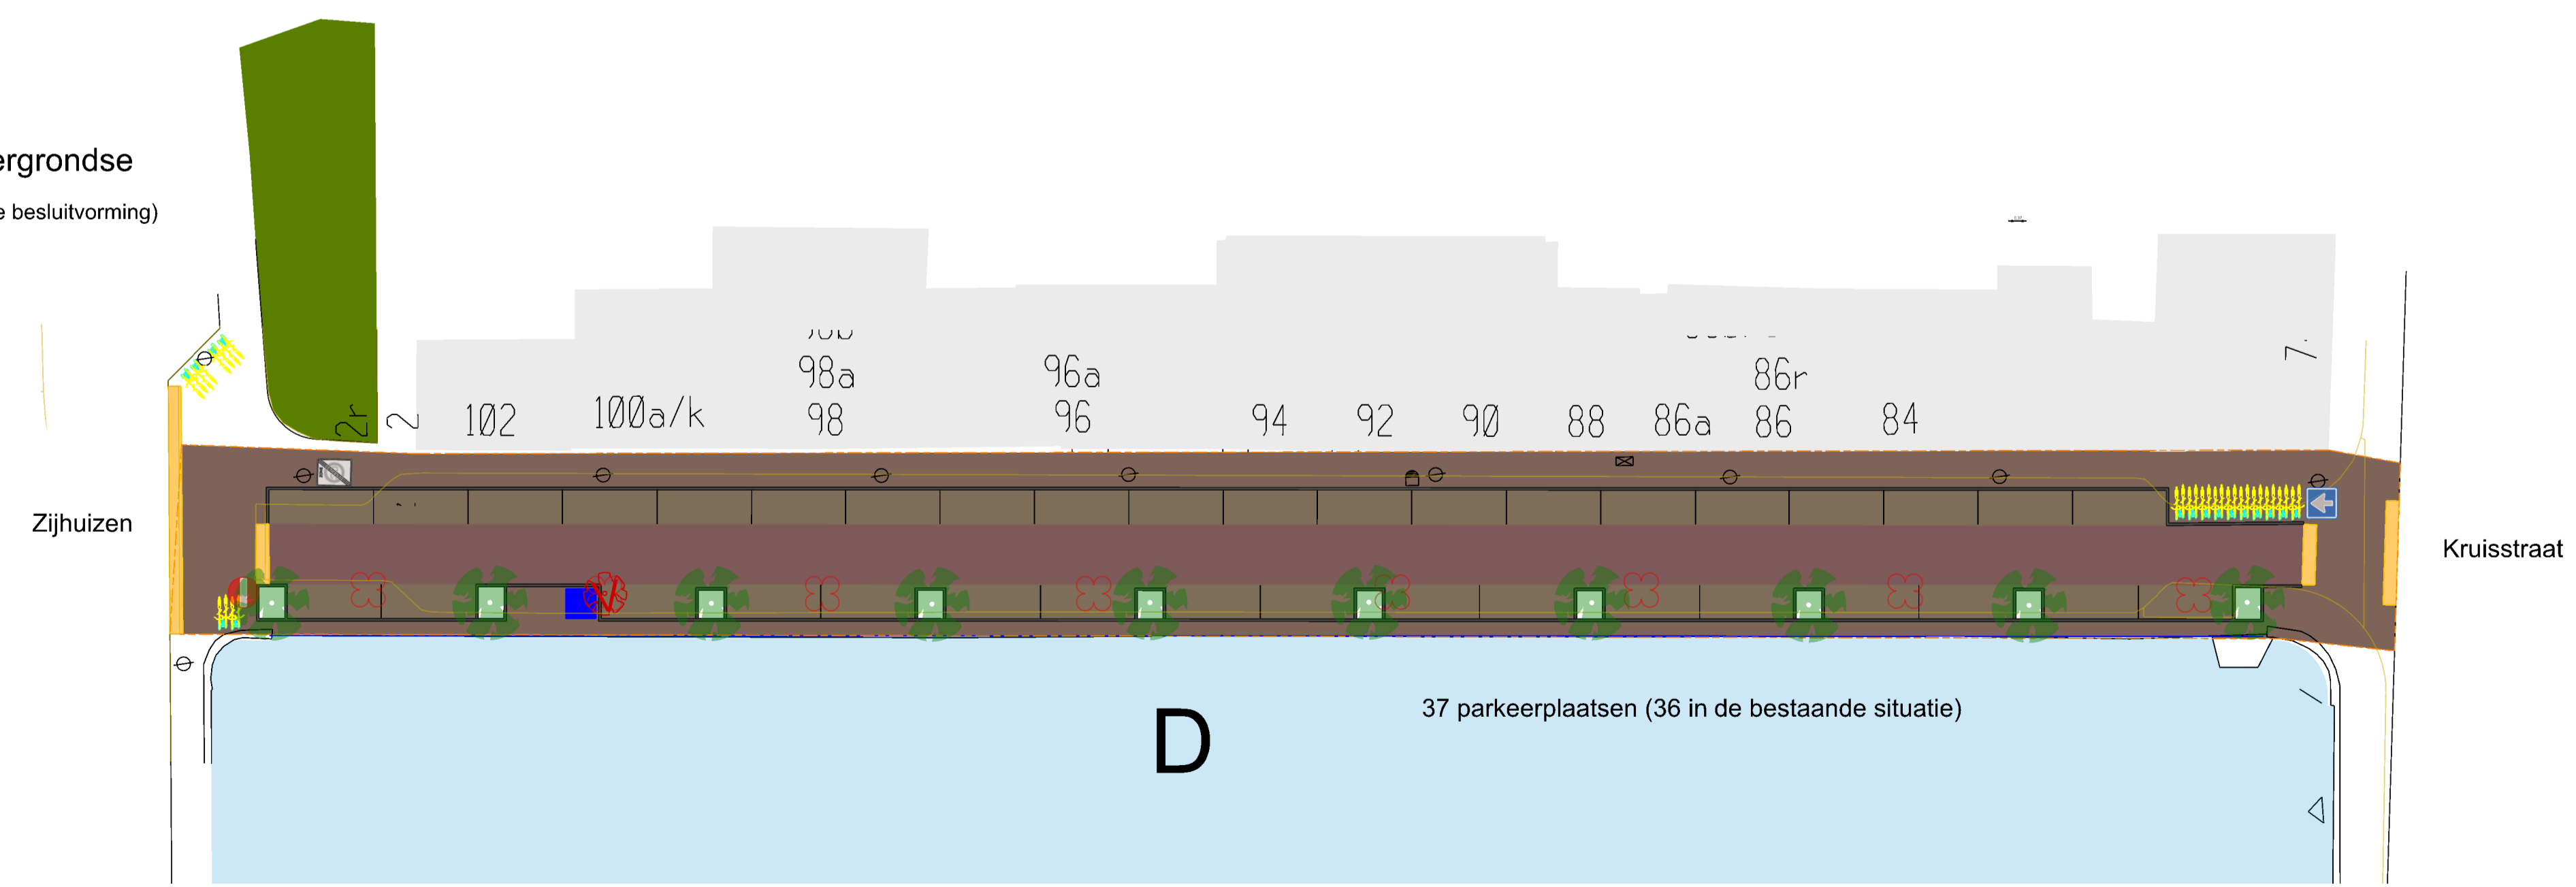 ergrondse
e besluitvorming)
Zijhuizen
2r
2
102
100a/k
98a
98
96a
96
94
92
90
88
86a
86r
86
84
7.
Kruisstraat
37 parkeerplaatsen (36 in de bestaande situatie)
D